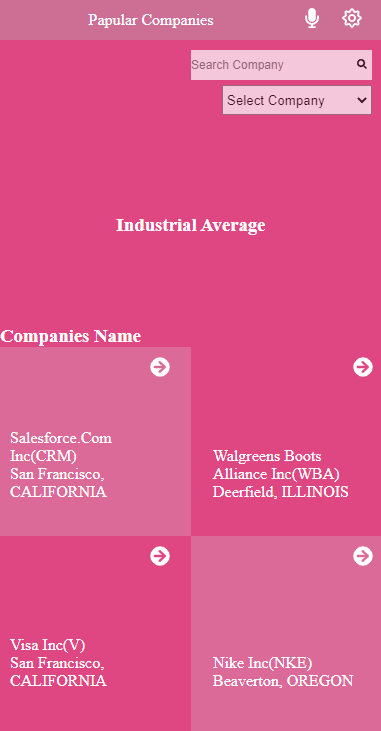 Papular Companies
Search Company
Select Company
Industrial Average
Companies Name
Salesforce.Com
Inc(CRM)
San Francisco,
CALIFORNIA
Walgreens Boots
Alliance Inc(WBA)
Deerfield, ILLINOIS
Visa Inc(V)
San Francisco,
CALIFORNIA
Nike Inc(NKE)
Beaverton, OREGON